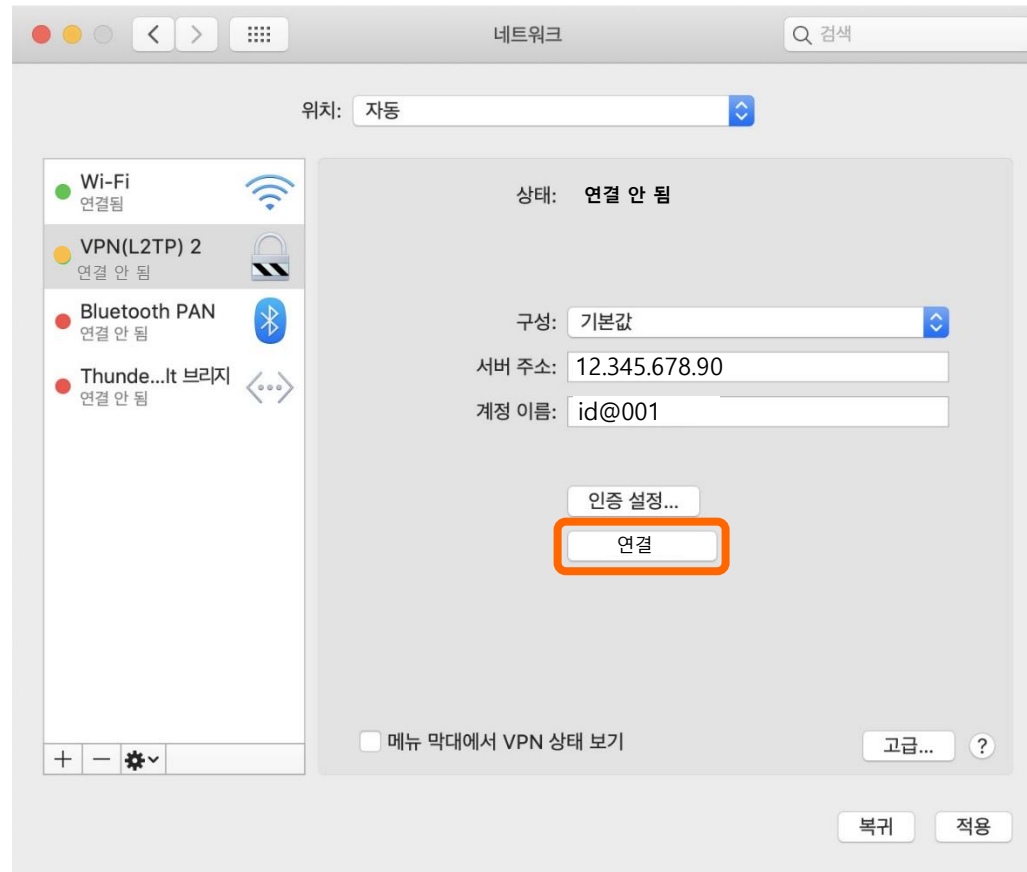 네트워크
검색
위치: 자동
Wi-Fi
연결됨
VPN(L2TP) 2
연결 안 됨
Bluetooth PAN
연결 안 됨
Thunde...lt 브리지
연결 안 됨
상태: 연결 안 됨
구성: 기본값
서버 주소: 12.345.678.90
계정 이름: id@001
인증 설정...
연결
메뉴 막대에서 VPN 상태 보기
고급... ?
복귀 적용